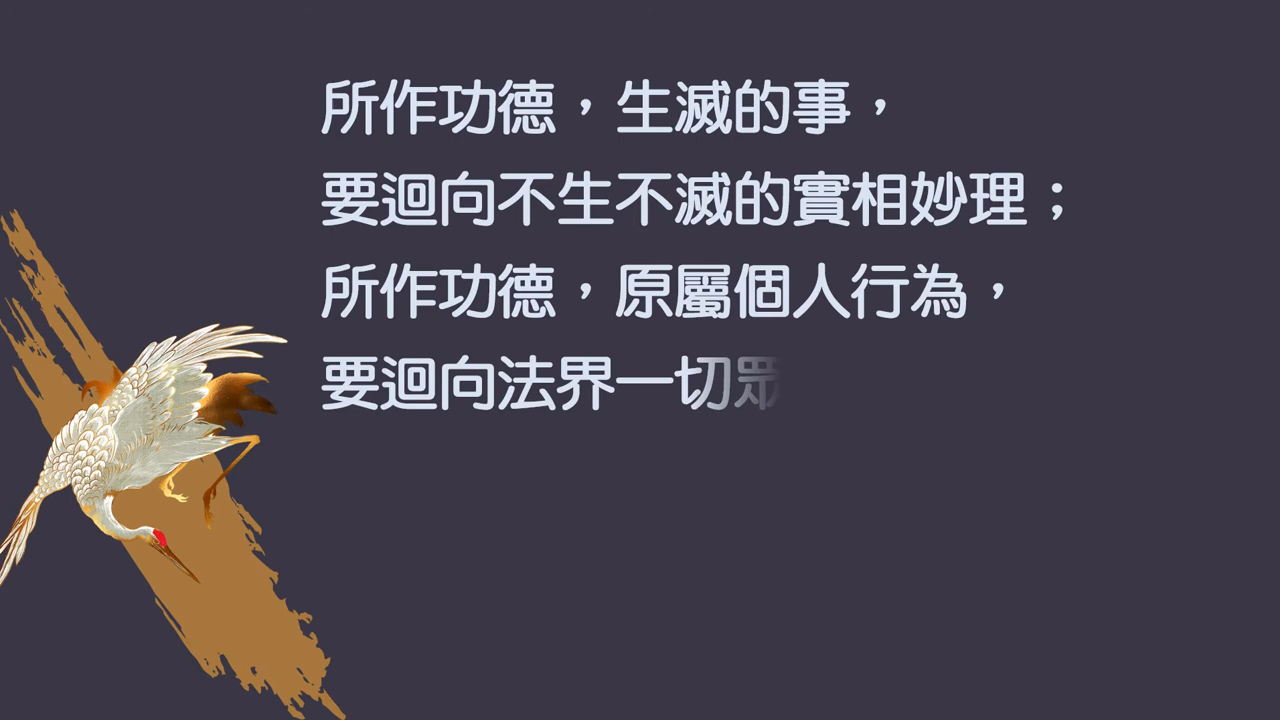 所作功德，生滅的事，
要迴向不生不滅的實相妙理；
所作功德，原屬個人行為，
要迴向法界一切眾